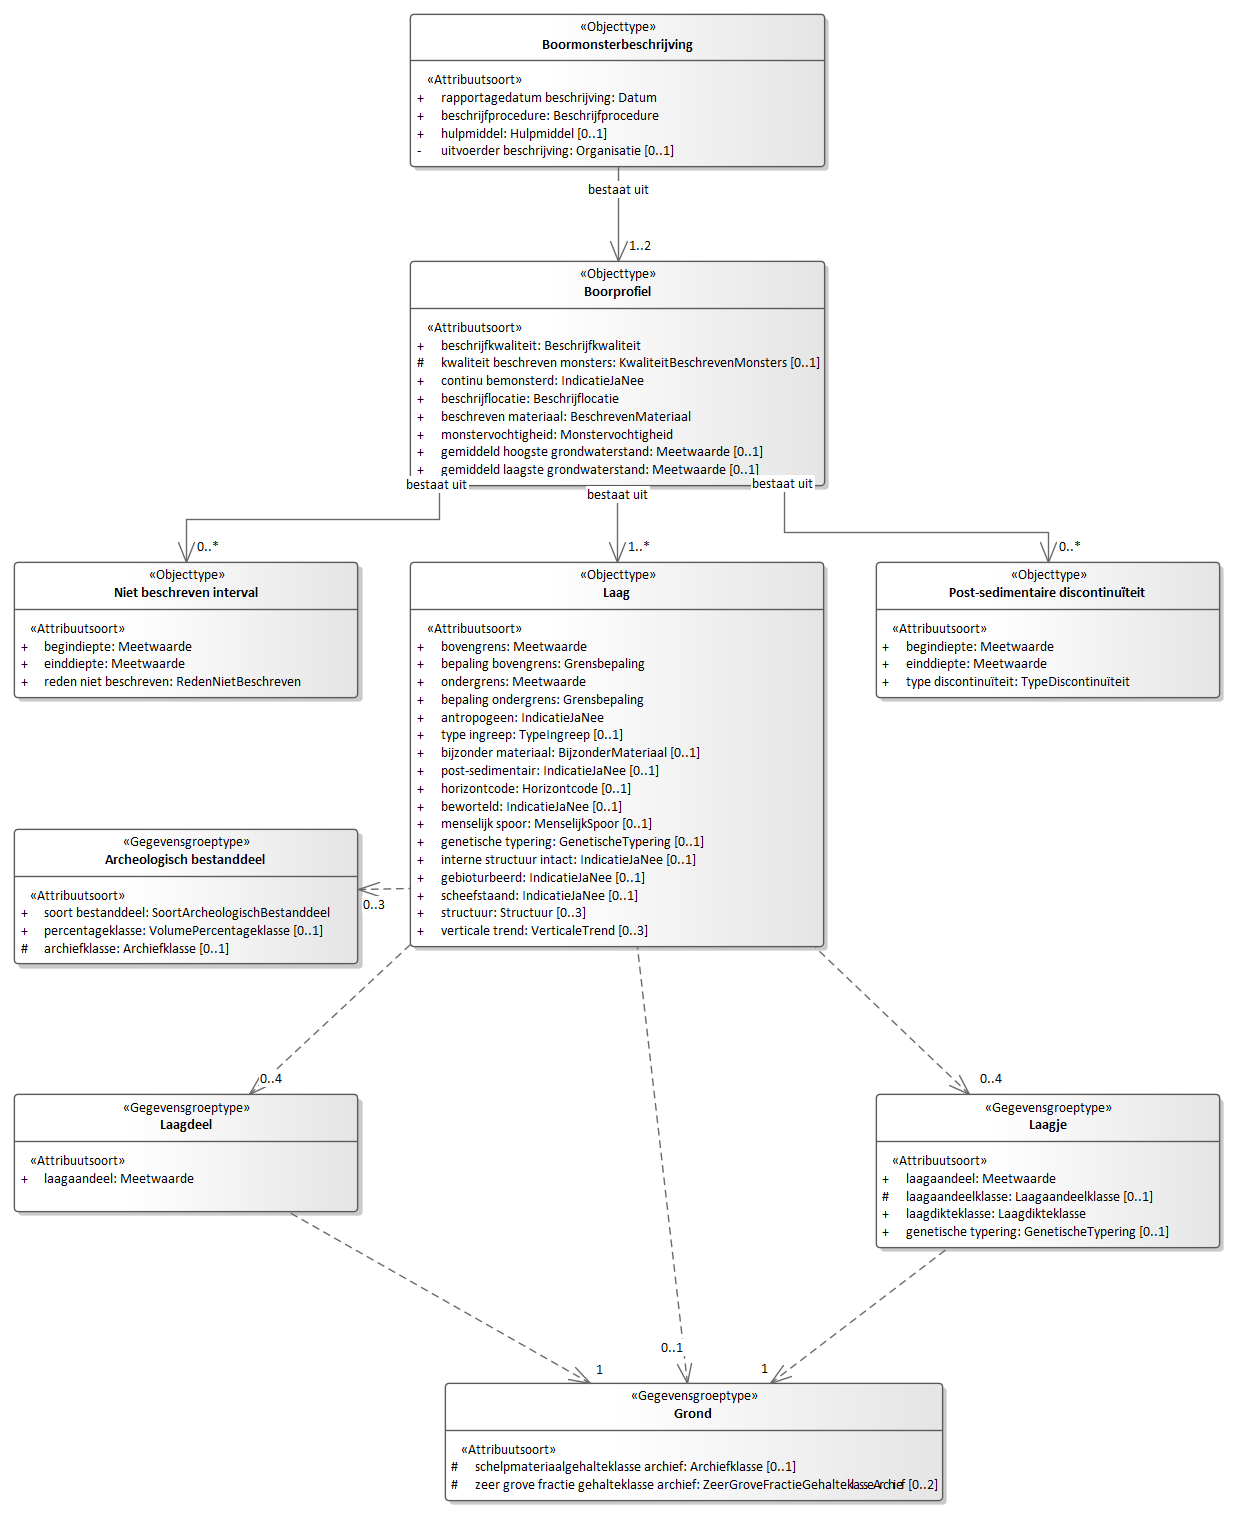 «Objecttype»
Boormonsterbeschrijving
«Attribuutsoort»
+ rapportagedatum beschrijving: Datum
+ beschrijfprocedure: Beschrijfprocedure
+ hulpmiddel: Hulpmiddel [0..1]
- uitvoerder beschrijving: Organisatie [0..1]
bestaat uit
1..2
«Objecttype»
Boorprofiel
«Attribuutsoort»
+ beschrijfkwaliteit: Beschrijfkwaliteit
# kwaliteit beschreven monsters: KwaliteitBeschrevenMonsters [0..1]
+ continu bemonsterd: IndicatieJaNee
+ beschrijflocatie: Beschrijflocatie
+ beschreven materiaal: BeschrevenMateriaal
+ monstervochtigheid: Monstervochtigheid
+ gemiddeld hoogste grondwaterstand: Meetwaarde [0..1]
+ gemiddeld laagste grondwaterstand: Meetwaarde [0..1]
bestaat uit
bestaat uit
bestaat uit
0..*
1..*
0..*
«Objecttype»
Niet beschreven interval
«Attribuutsoort»
+ begindiepte: Meetwaarde
+ einddiepte: Meetwaarde
+ reden niet beschreven: RedenNietBeschreven
«Objecttype»
Laag
«Attribuutsoort»
+ bovengrens: Meetwaarde
+ bepaling bovengrens: Grensbepaling
+ ondergrens: Meetwaarde
+ bepaling ondergrens: Grensbepaling
+ antropogeen: IndicatieJaNee
+ type ingreep: TypeIngreep [0..1]
+ bijzonder materiaal: BijzonderMateriaal [0..1]
+ post-sedimentair: IndicatieJaNee [0..1]
+ horizontcode: Horizontcode [0..1]
+ beworteld: IndicatieJaNee [0..1]
+ menselijk spoor: MenselijkSpoor [0..1]
+ genetische typering: GenetischeTypering [0..1]
+ interne structuur intact: IndicatieJaNee [0..1]
+ gebioturbeerd: IndicatieJaNee [0..1]
+ scheefstaand: IndicatieJaNee [0..1]
+ structuur: Structuur [0..3]
+ verticale trend: VerticaleTrend [0..3]
«Objecttype»
Post-sedimentaire discontinuïteit
«Attribuutsoort»
+ begindiepte: Meetwaarde
+ einddiepte: Meetwaarde
+ type discontinuïteit: TypeDiscontinuïteit
«Gegevensgroeptype»
Archeologisch bestanddeel
«Attribuutsoort»
+ soort bestanddeel: SoortArcheologischBestanddeel
+ percentageklasse: VolumePercentageklasse [0..1]
# archiefklasse: Archiefklasse [0..1]
0..3
0..4
0..4
«Gegevensgroeptype»
Laagdeel
«Attribuutsoort»
+ laagaandeel: Meetwaarde
«Gegevensgroeptype»
Laagje
«Attribuutsoort»
+ laagaandeel: Meetwaarde
# laagaandeelklasse: Laagaandeelklasse [0..1]
+ laagdikteklasse: Laagdikteklasse
+ genetische typering: GenetischeTypering [0..1]
1
0..1
1
«Gegevensgroeptype»
Grond
«Attribuutsoort»
# schelpmateriaalgehalteklasse archief: Archiefklasse [0..1]
# zeer grove fractie gehalteklasse archief: ZeerGroveFractieGehalteklasseArchief [0..2]